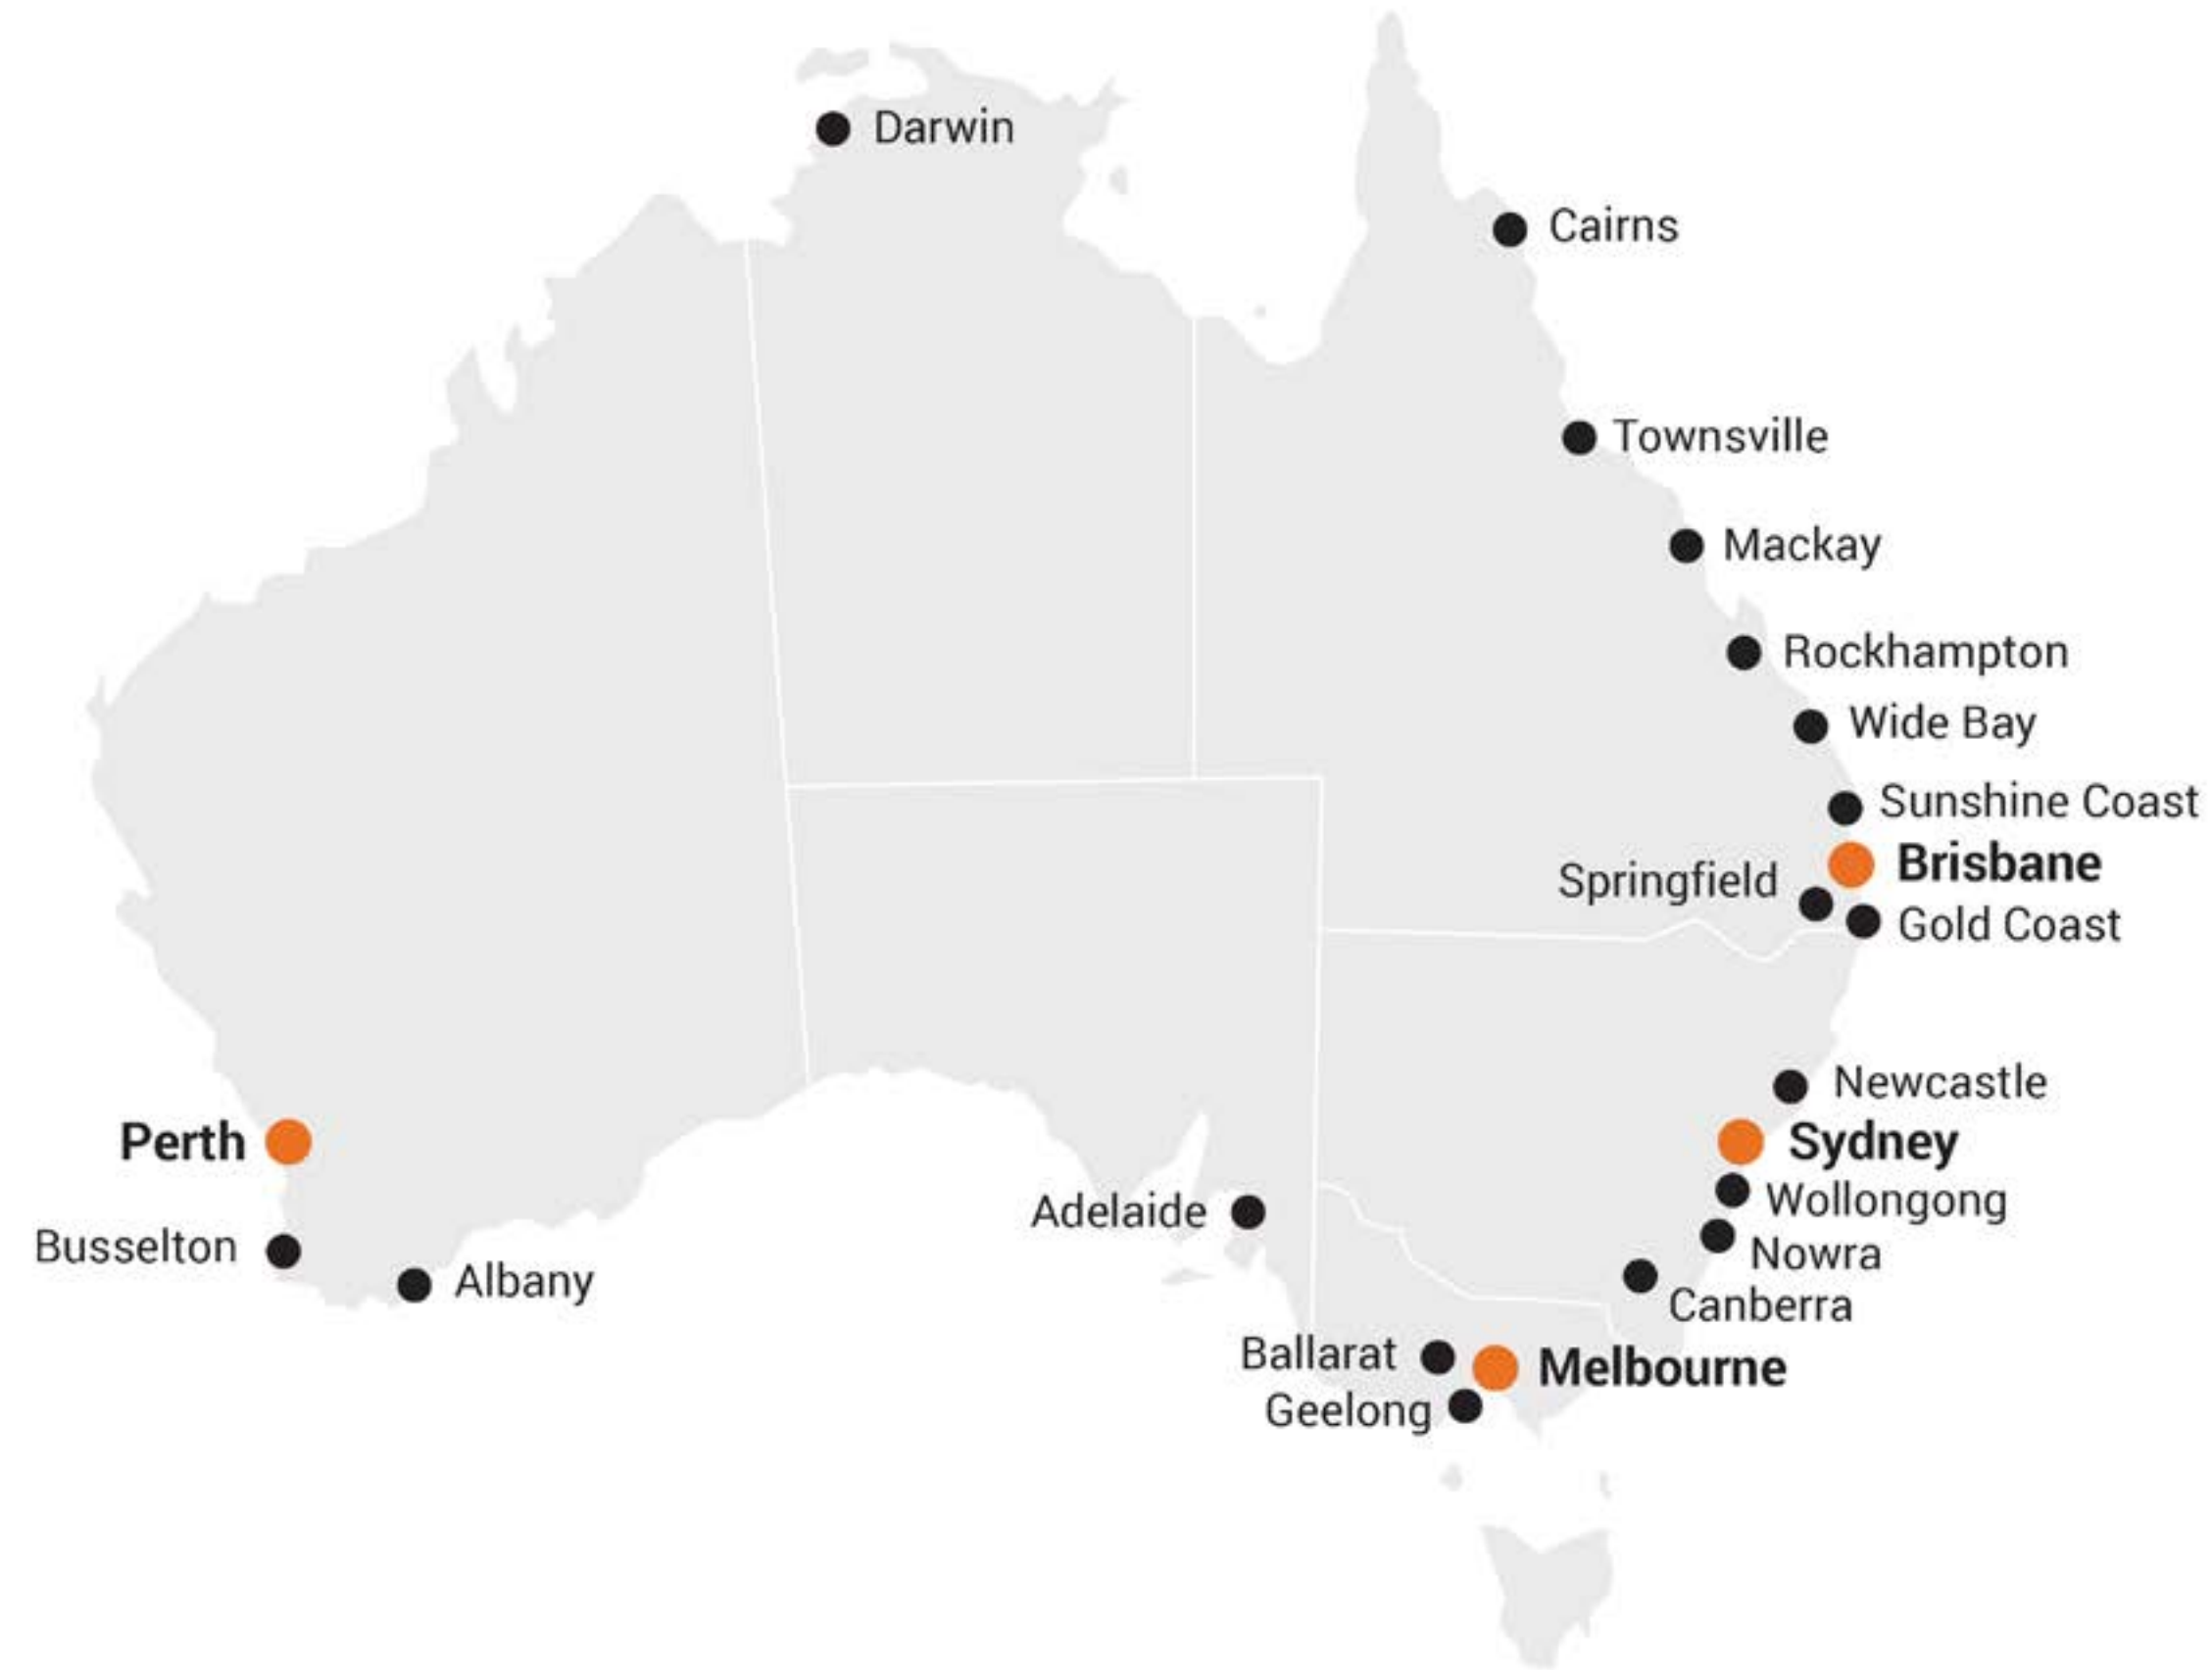 Darwin
Cairns
Townsville
Mackay
Rockhampton
Wide Bay
Sunshine Coast
Brisbane
Springfield
Gold Coast
Newcastle
Perth
Sydney
Wollongong
Adelaide
Busselton
Nowra
Albany
Canberra
Ballarat
Melbourne
Geelong